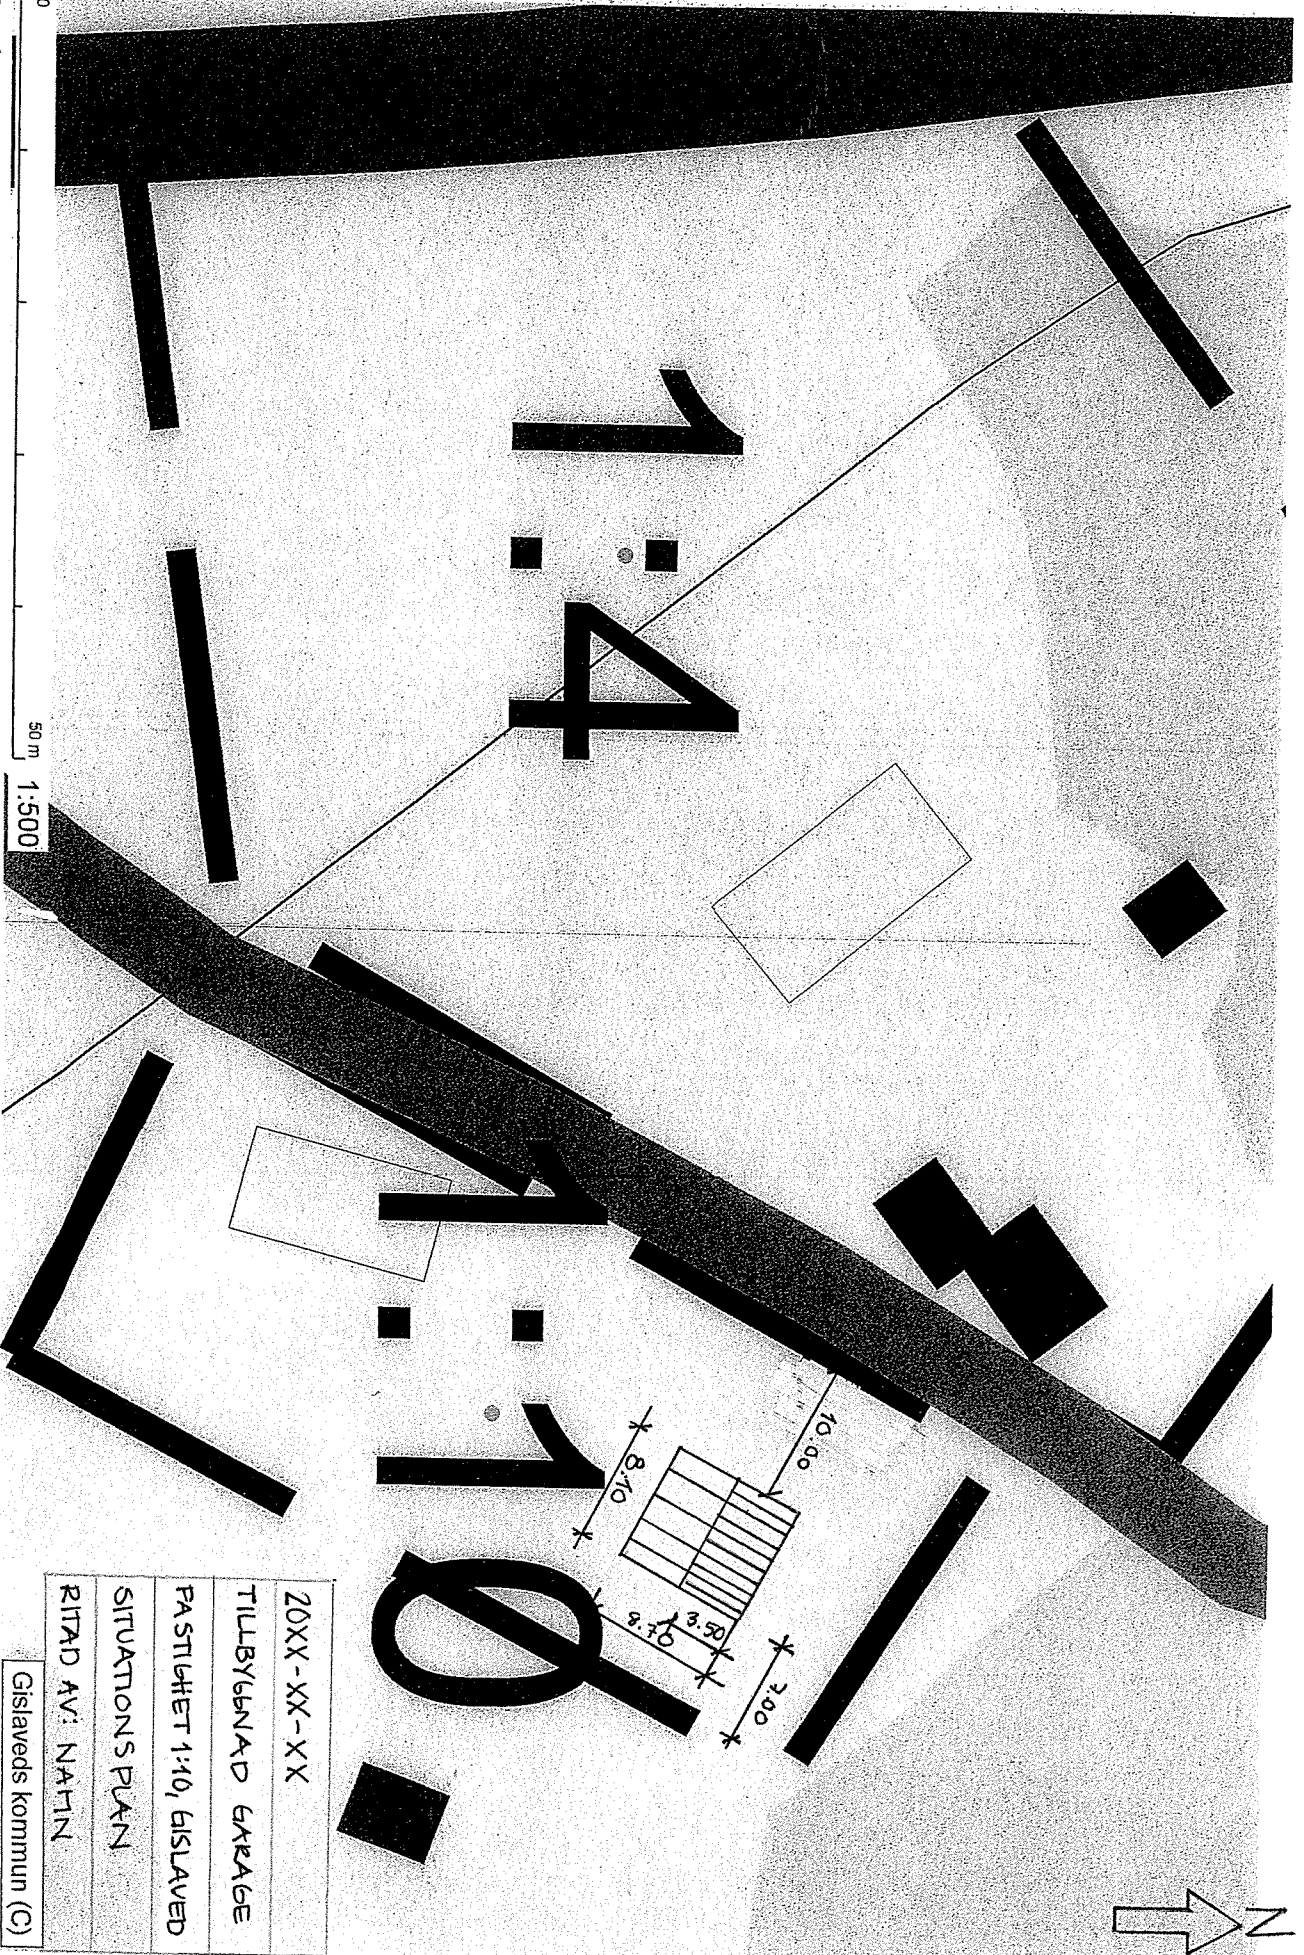 N
1:4
1:10
10.00
8.10
3.50
8.70
7.00
20XX-XX-XX
TILLBYGGNAD GARAGE
FASTIGHET 1:10, GISLAVED
SITUATIONSPLAN
RITAD AV: NAMN
0
50 m
1:500
Gislaveds kommun (C)